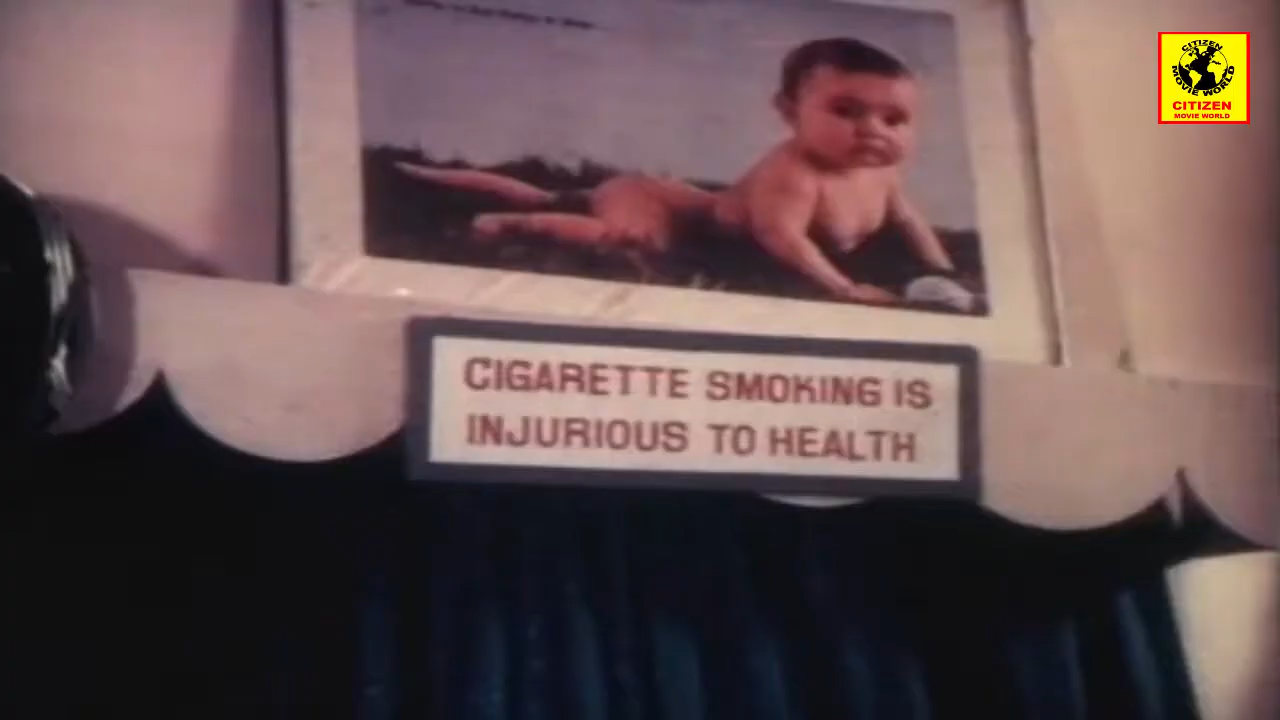 CITIZEN
MOVIE WORLD
CITIZEN
MOVIE WORLD
CIGARETTE SMOKING IS
INJURIOUS TO HEALTH